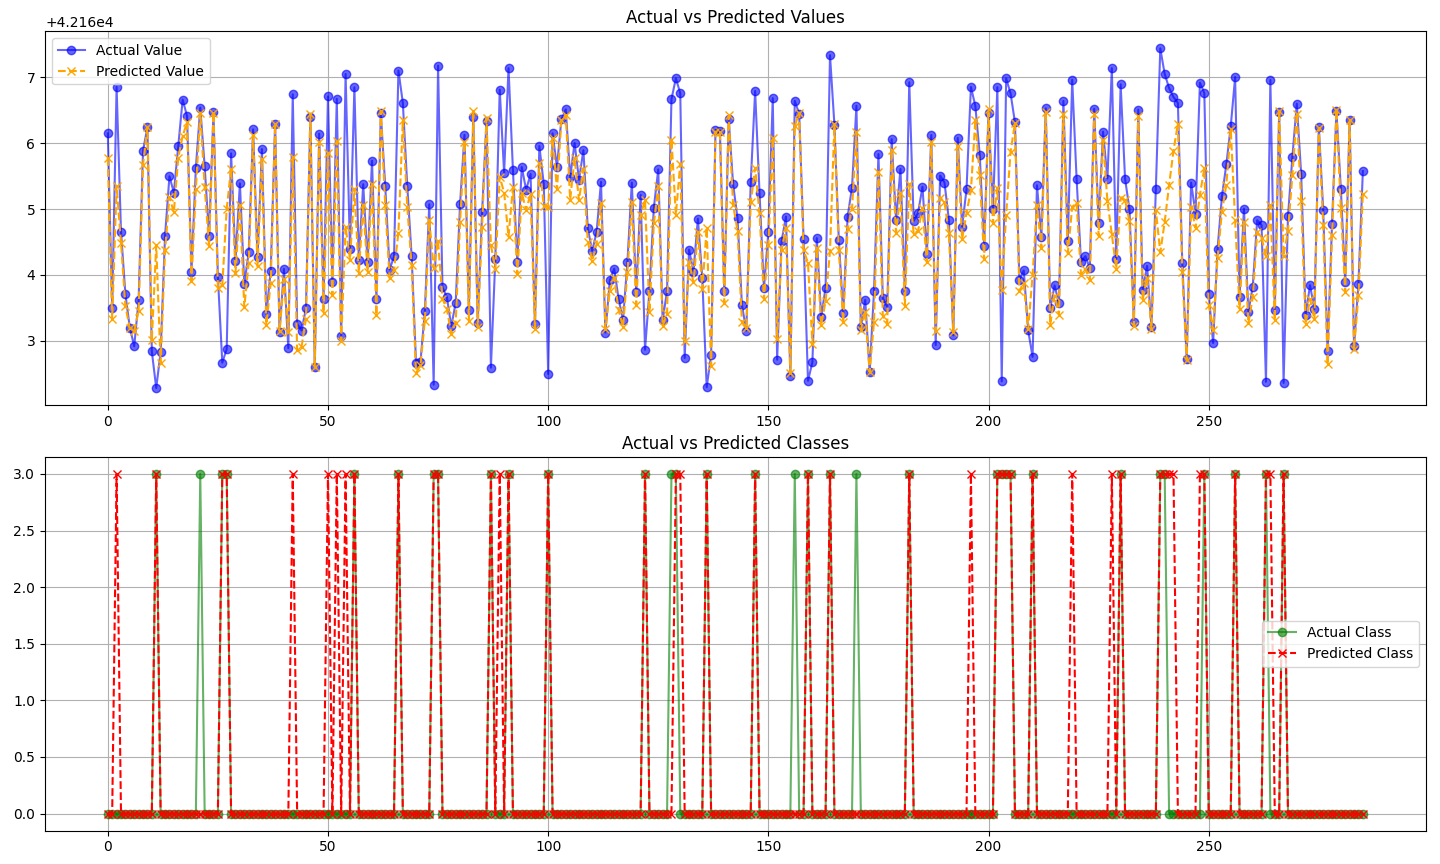 Actual vs Predicted Values
+4.216e4
Actual Value
Predicted Value
7
6
5
4
3
0 50 100 150 200 250
Actual vs Predicted Classes
3.0
2.5
2.0
1.5
Actual Class
Predicted Class
1.0
0.5
0.0
0 50 100 150 200 250